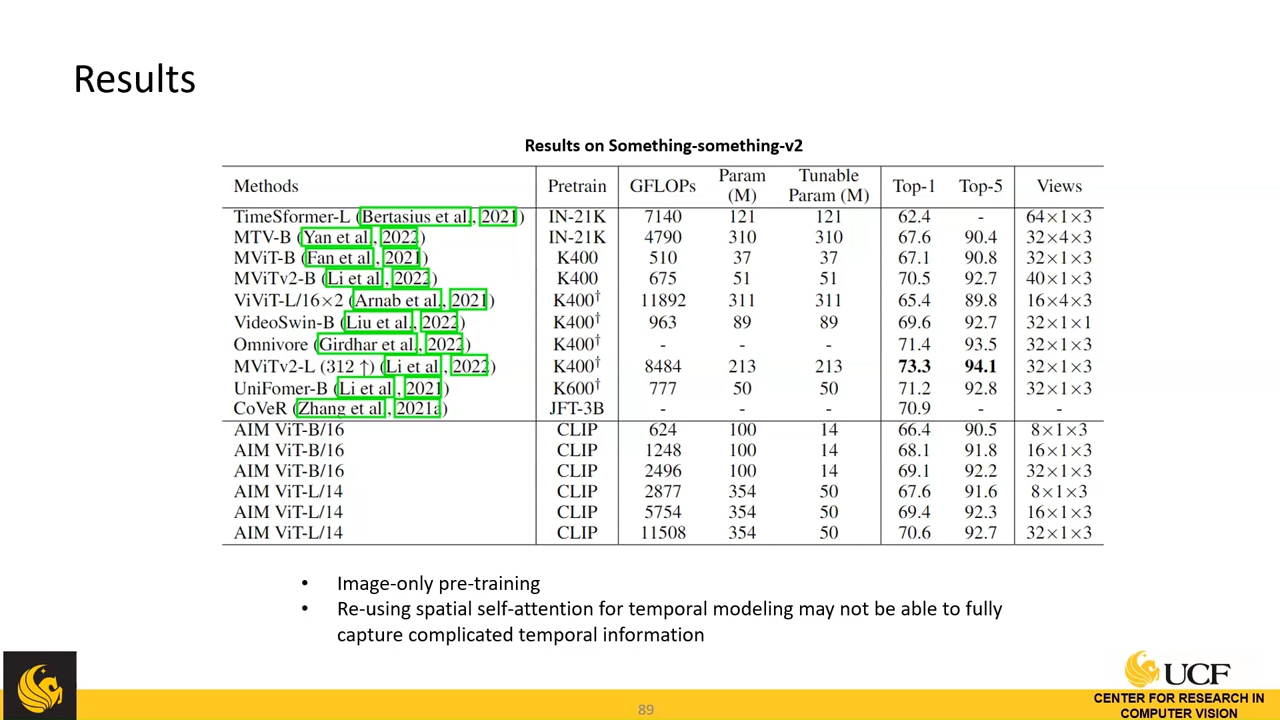 Results
Results on Something-something-v2
Methods Pretrain GFLOPs Param (M) Tunable Param (M) Top-1 Top-5 Views
TimeSformer-L (Bertasius et al., 2021) IN-21K 7140 121 121 62.4 - 64×1×3
MTV-B (Yan et al., 2022) IN-21K 4790 310 310 67.6 90.4 32×4×3
MViT-B (Fan et al., 2021) K400 510 37 37 67.1 90.8 32×1×3
MViTv2-B (Li et al., 2022) K400 675 51 51 70.5 92.7 40×1×3
ViViT-L/16×2 (Arnab et al., 2021) K400† 11892 311 311 65.4 89.8 16×4×3
VideoSwin-B (Liu et al., 2022) K400† 963 89 89 69.6 92.7 32×1×1
Omnivore (Girdhar et al., 2022) K400† - - - 71.4 93.5 32×1×3
MViTv2-L (312 ↑) (Li et al., 2022) K400† 8484 213 213 73.3 94.1 32×1×3
UniFomer-B (Li et al., 2021) K600† 777 50 50 71.2 92.8 32×1×3
CoVeR (Zhang et al., 2021a) JFT-3B - - - 70.9 - -
AIM ViT-B/16 CLIP 624 100 14 66.4 90.5 8×1×3
AIM ViT-B/16 CLIP 1248 100 14 68.1 91.8 16×1×3
AIM ViT-B/16 CLIP 2496 100 14 69.1 92.2 32×1×3
AIM ViT-L/14 CLIP 2877 354 50 67.6 91.6 8×1×3
AIM ViT-L/14 CLIP 5754 354 50 69.4 92.3 16×1×3
AIM ViT-L/14 CLIP 11508 354 50 70.6 92.7 32×1×3
• Image-only pre-training
• Re-using spatial self-attention for temporal modeling may not be able to fully
capture complicated temporal information
UCF
CENTER FOR RESEARCH IN
COMPUTER VISION
89